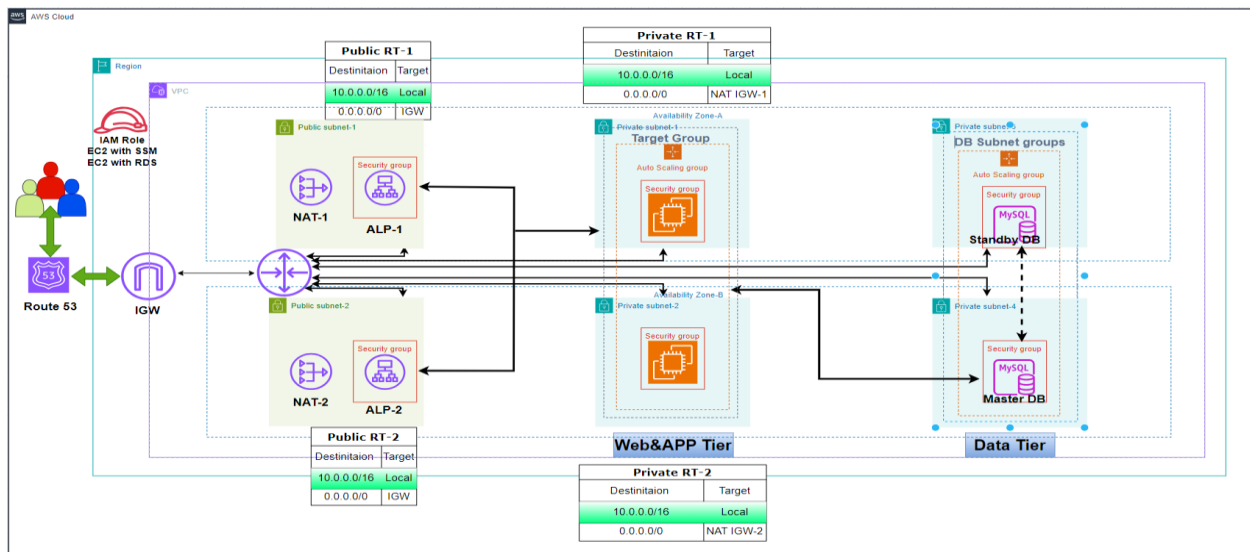 aws
AWS Cloud
Region
VPC
Public RT-1
Destinitaion Target
10.0.0.0/16 Local
0.0.0.0/0 IGW
Private RT-1
Destinitaion Target
10.0.0.0/16 Local
0.0.0.0/0 NAT IGW-1
IAM Role
EC2 with SSM
EC2 with RDS
Availability Zone-A
Public subnet-1
Security group
NAT-1
ALP-1
Private subnet-1
Target Group
Auto Scaling group
Security group
DB Subnet groups
Auto Scaling group
Security group
MySQL
Standby DB
53
Route 53
IGW
Availability Zone-B
Public subnet-2
Security group
NAT-2
ALP-2
Private subnet-2
Security group
Private subnet-4
Security group
MySQL
Master DB
Web&APP Tier
Data Tier
Public RT-2
Destinitaion Target
10.0.0.0/16 Local
0.0.0.0/0 IGW
Private RT-2
Destinitaion Target
10.0.0.0/16 Local
0.0.0.0/0 NAT IGW-2